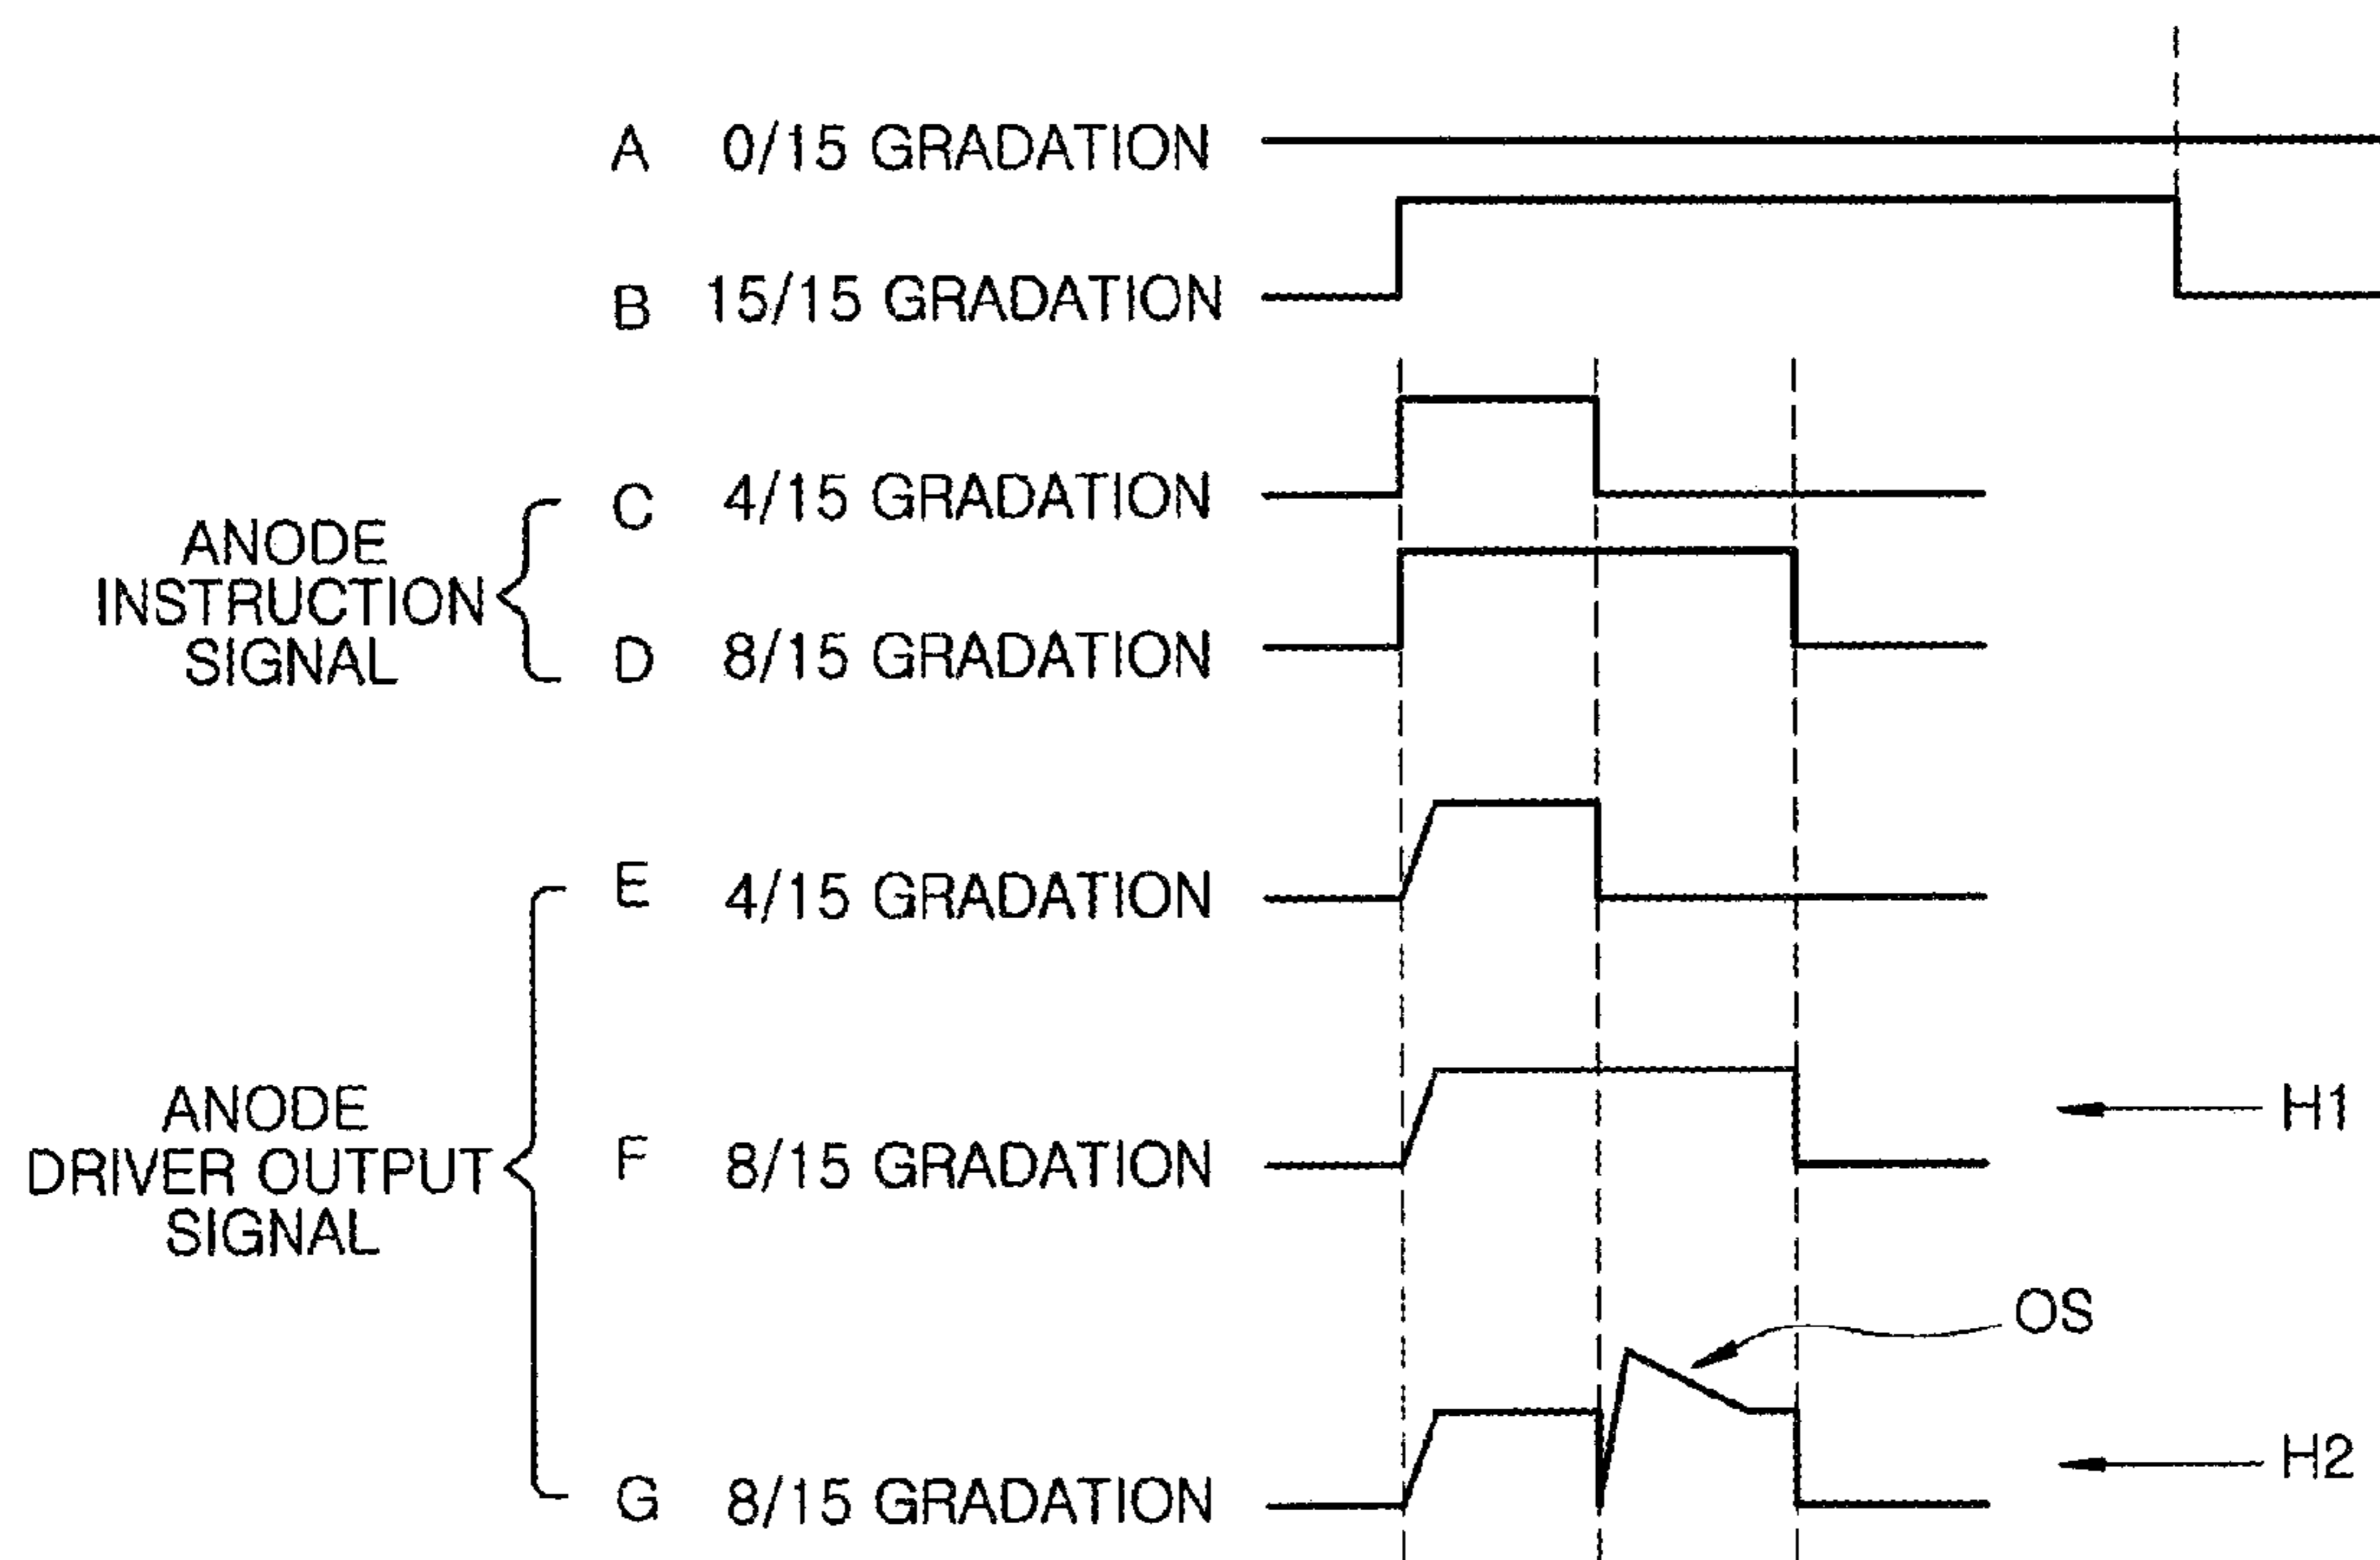 A 0/15 GRADATION
B 15/15 GRADATION
ANODE
INSTRUCTION
SIGNAL
C 4/15 GRADATION
D 8/15 GRADATION
ANODE
DRIVER OUTPUT
SIGNAL
E 4/15 GRADATION
F 8/15 GRADATION
H1
OS
G 8/15 GRADATION
H2